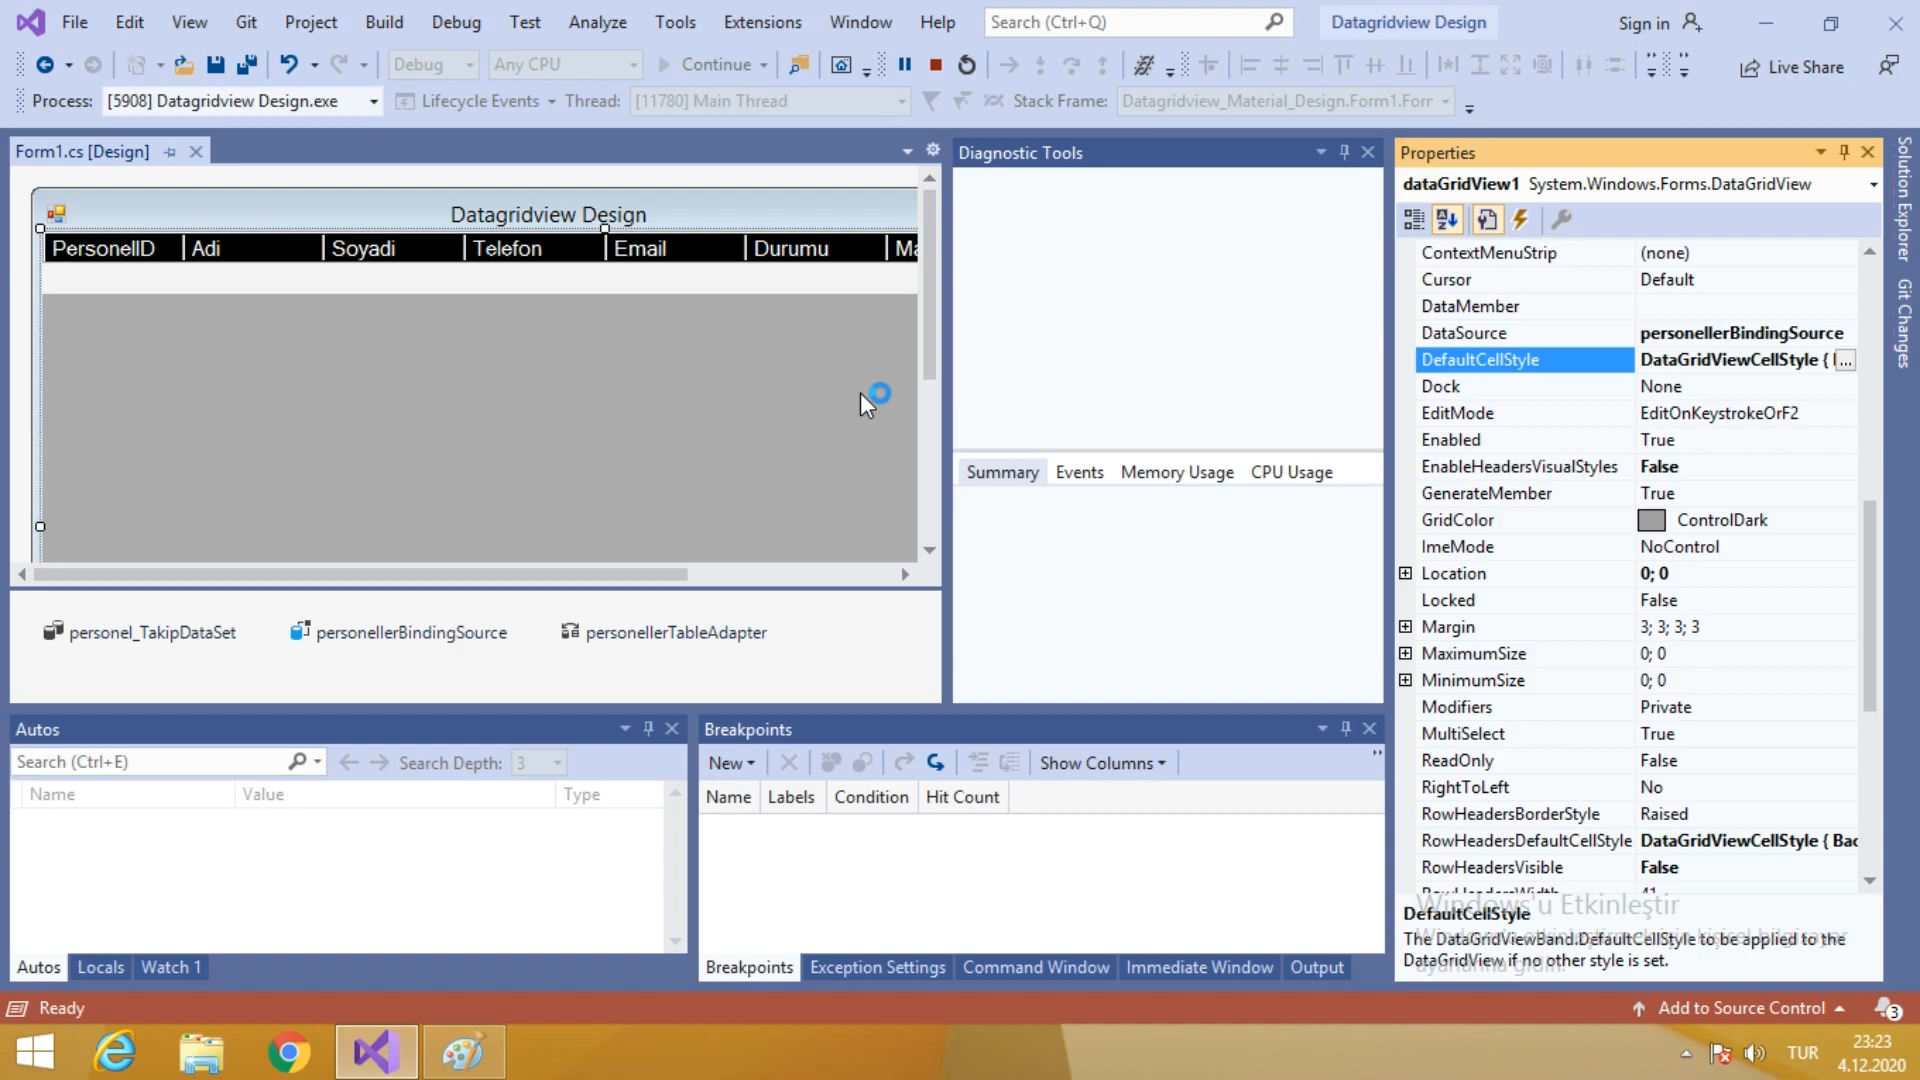 File Edit View Git Project Build Debug Test Analyze Tools Extensions Window Help Search (Ctrl+Q) Datagridview Design Sign in
Debug Any CPU Continue Live Share
Process: [5908] Datagridview Design.exe Lifecycle Events Thread: [11780] Main Thread Stack Frame: Datagridview_Material_Design.Form1.Forr
Form1.cs [Design]
Datagridview Design
PersonelID Adi Soyadi Telefon Email Durumu Ma
personel_TakipDataSet personellerBindingSource personellerTableAdapter
Diagnostic Tools
Summary Events Memory Usage CPU Usage
Properties
dataGridView1 System.Windows.Forms.DataGridView
ContextMenuStrip (none)
Cursor Default
DataMember
DataSource personellerBindingSource
DefaultCellStyle DataGridViewCellStyle { ...
Dock None
EditMode EditOnKeystrokeOrF2
Enabled True
EnableHeadersVisualStyles False
GenerateMember True
GridColor ControlDark
ImeMode NoControl
Location 0; 0
Locked False
Margin 3; 3; 3; 3
MaximumSize 0; 0
MinimumSize 0; 0
Modifiers Private
MultiSelect True
ReadOnly False
RightToLeft No
RowHeadersBorderStyle Raised
RowHeadersDefaultCellStyle DataGridViewCellStyle { Bac
RowHeadersVisible False
RowHeadersWidth 41
Windows'u Etkinleştir
DefaultCellStyle
The DataGridViewBand.DefaultCellStyle to be applied to the
DataGridView if no other style is set.
Solution Explorer
Git Changes
Autos
Search (Ctrl+E) Search Depth: 3
Name Value Type
Autos Locals Watch 1
Breakpoints
New Show Columns
Name Labels Condition Hit Count
Breakpoints Exception Settings Command Window Immediate Window Output
Ready Add to Source Control 3
TUR 23:23
4.12.2020